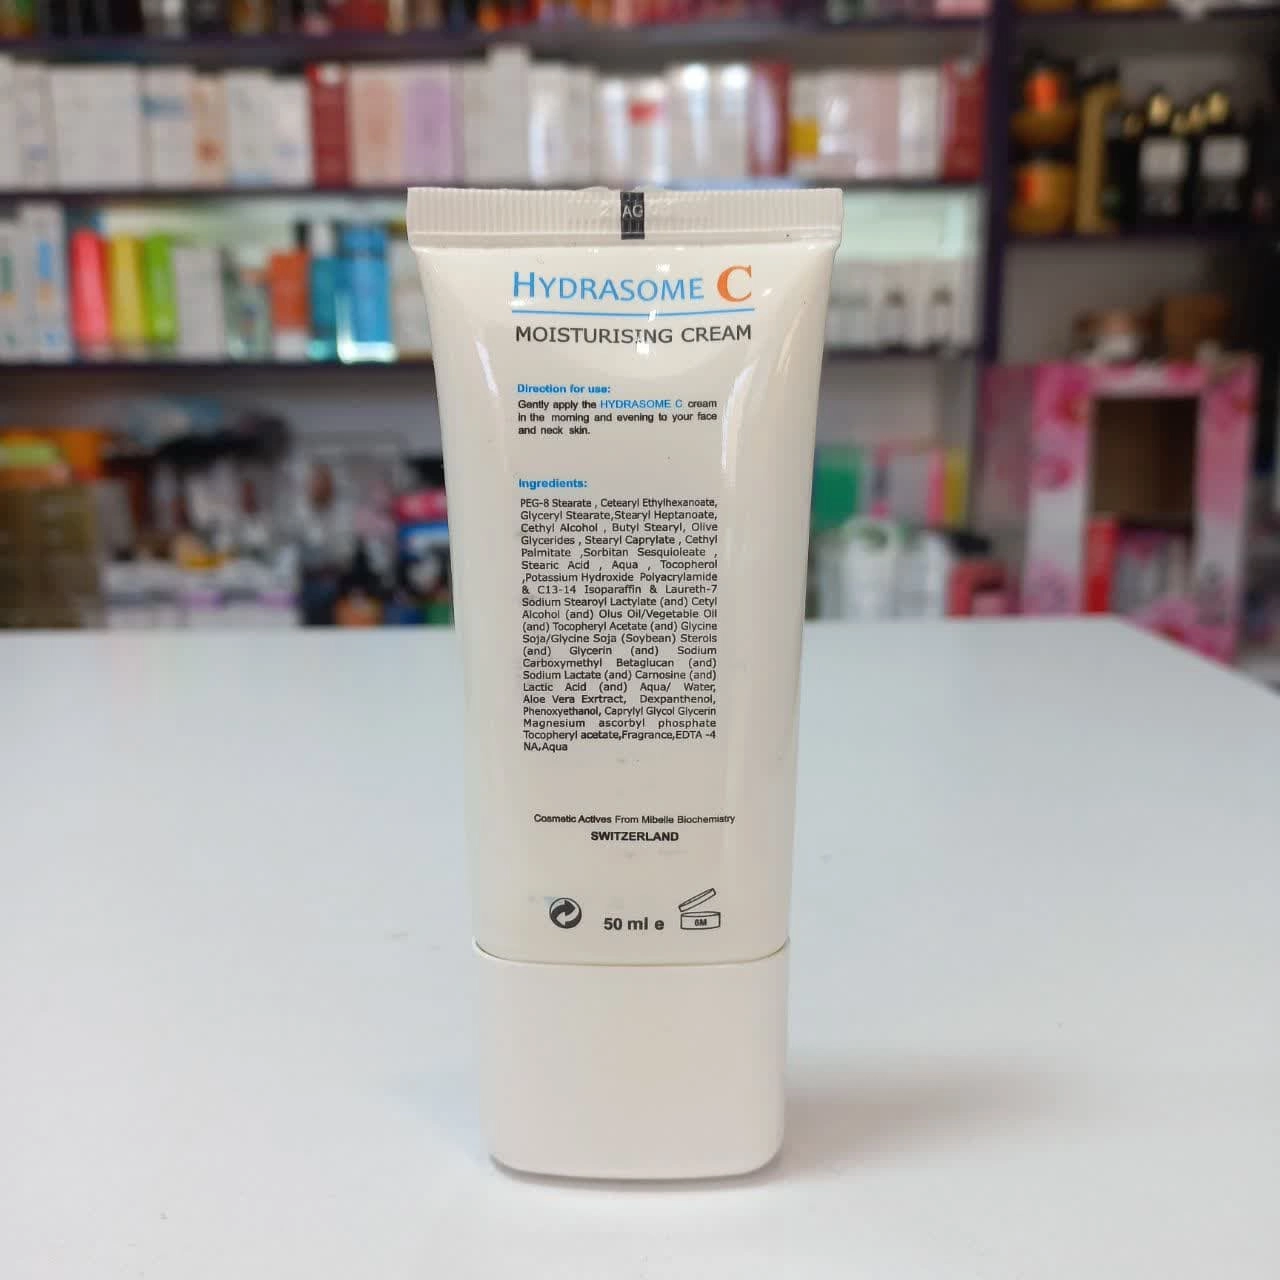 HYDRASOME C
MOISTURISING CREAM
Direction for use:
Gently apply the HYDRASOME C cream
in the morning and evening to your face
and neck skin.
Ingredients:
PEG-8 Stearate , Cetearyl Ethylhexanoate,
Glyceryl Stearate,Stearyl Heptanoate,
Cethyl Alcohol , Butyl Stearyl, Olive
Glycerides , Stearyl Caprylate , Cethyl
Palmitate ,Sorbitan Sesquioleate ,
Stearic Acid , Aqua , Tocopherol
,Potassium Hydroxide Polyacrylamide
& C13-14 Isoparaffin & Laureth-7
Sodium Stearoyl Lactylate (and) Cetyl
Alcohol (and) Olus Oil/Vegetable Oil
(and) Tocopheryl Acetate (and) Glycine
Soja/Glycine Soja (Soybean) Sterols
(and) Glycerin (and) Sodium
Carboxymethyl Betaglucan (and)
Sodium Lactate (and) Carnosine (and)
Lactic Acid (and) Aqua/ Water,
Aloe Vera Exrtract, Dexpanthenol,
Phenoxyethanol, Caprylyl Glycol Glycerin
Magnesium ascorbyl phosphate
Tocopheryl acetate,Fragrance,EDTA -4
NA,Aqua
Cosmetic Actives From Mibelle Biochemistry
SWITZERLAND
50 ml e
6M